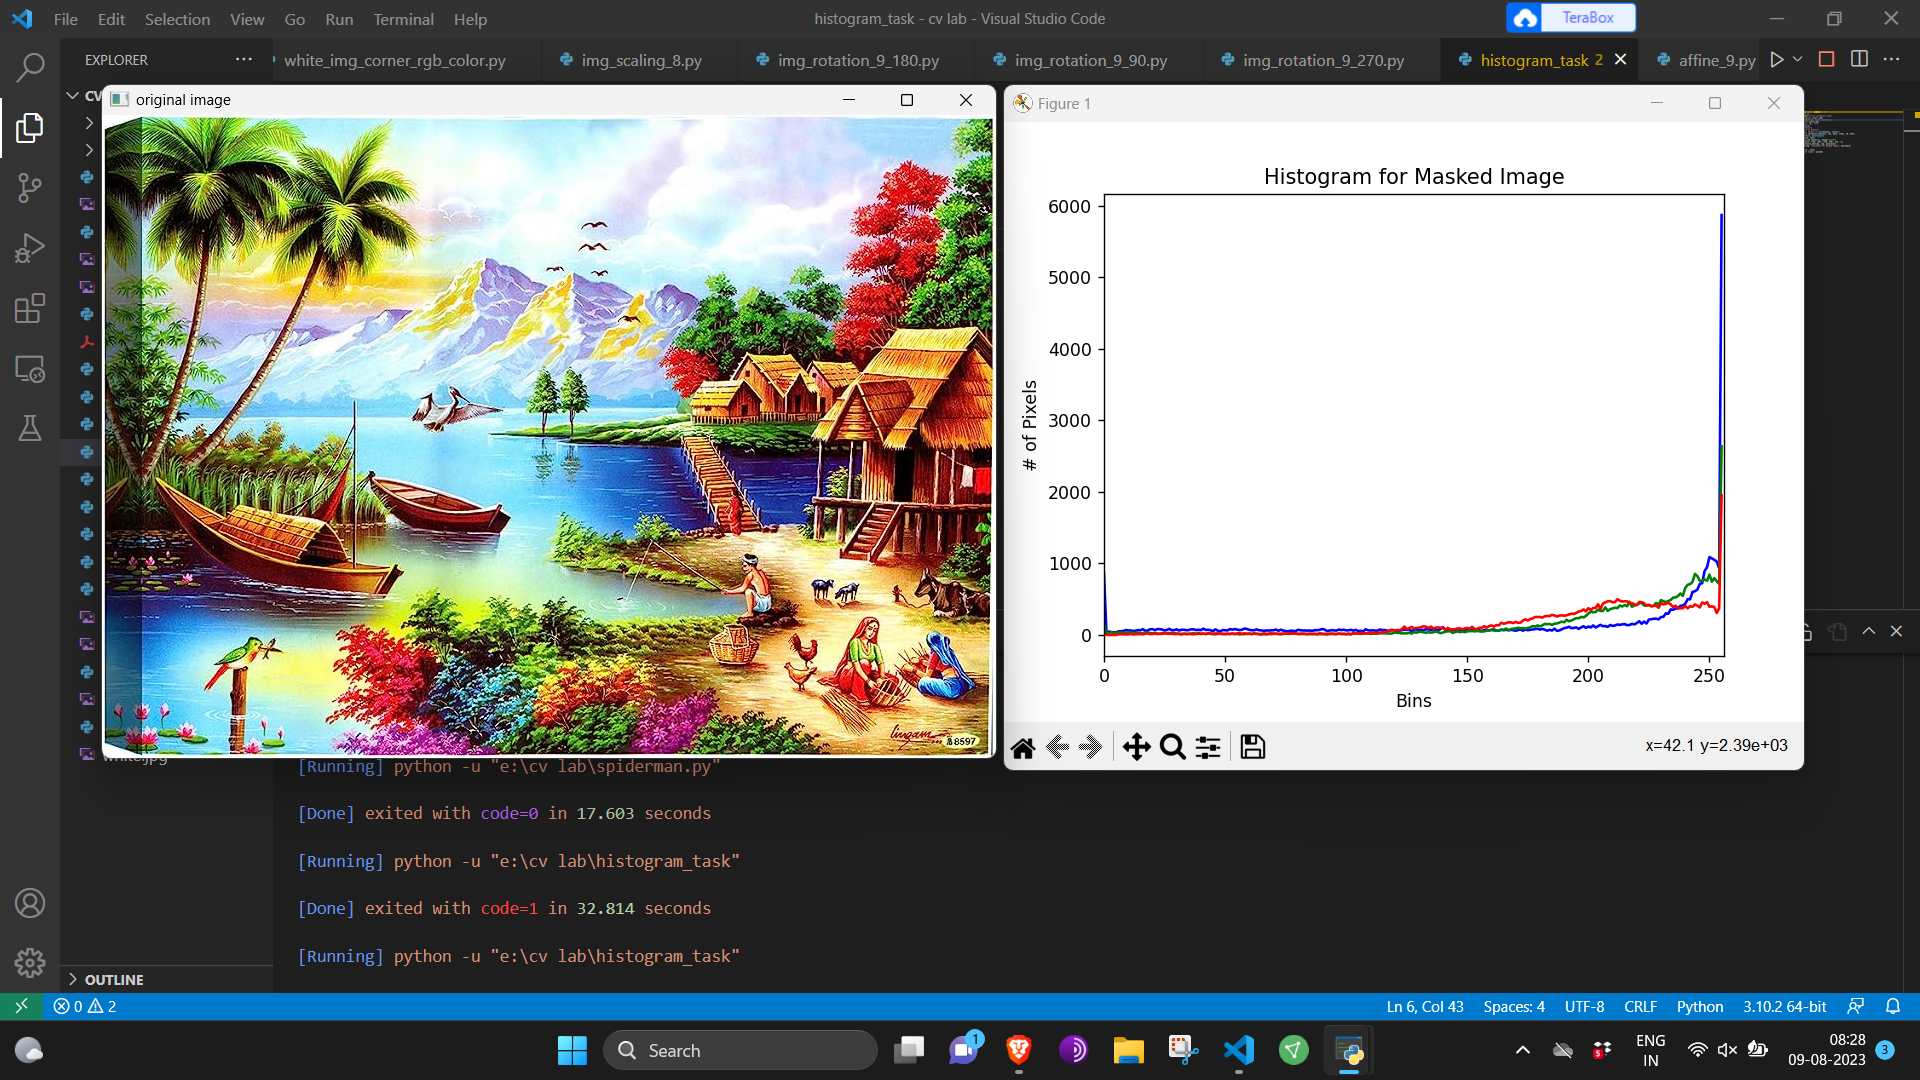 File Edit Selection View Go Run Terminal Help
histogram_task - cv lab - Visual Studio Code
TeraBox
EXPLORER
white_img_corner_rgb_color.py
img_scaling_8.py
img_rotation_9_180.py
img_rotation_9_90.py
img_rotation_9_270.py
histogram_task 2
affine_9.py
CV
original image
Lingam
8597
Figure 1
Histogram for Masked Image
6000
5000
4000
3000
2000
1000
0
# of Pixels
0 50 100 150 200 250
Bins
x=42.1 y=2.39e+03
white.jpg
[Running] python -u "e:\cv lab\spiderman.py"
[Done] exited with code=0 in 17.603 seconds
[Running] python -u "e:\cv lab\histogram_task"
[Done] exited with code=1 in 32.814 seconds
[Running] python -u "e:\cv lab\histogram_task"
OUTLINE
0 2
Ln 6, Col 43 Spaces: 4 UTF-8 CRLF Python 3.10.2 64-bit
Search
1
ENG
IN
08:28
09-08-2023
3